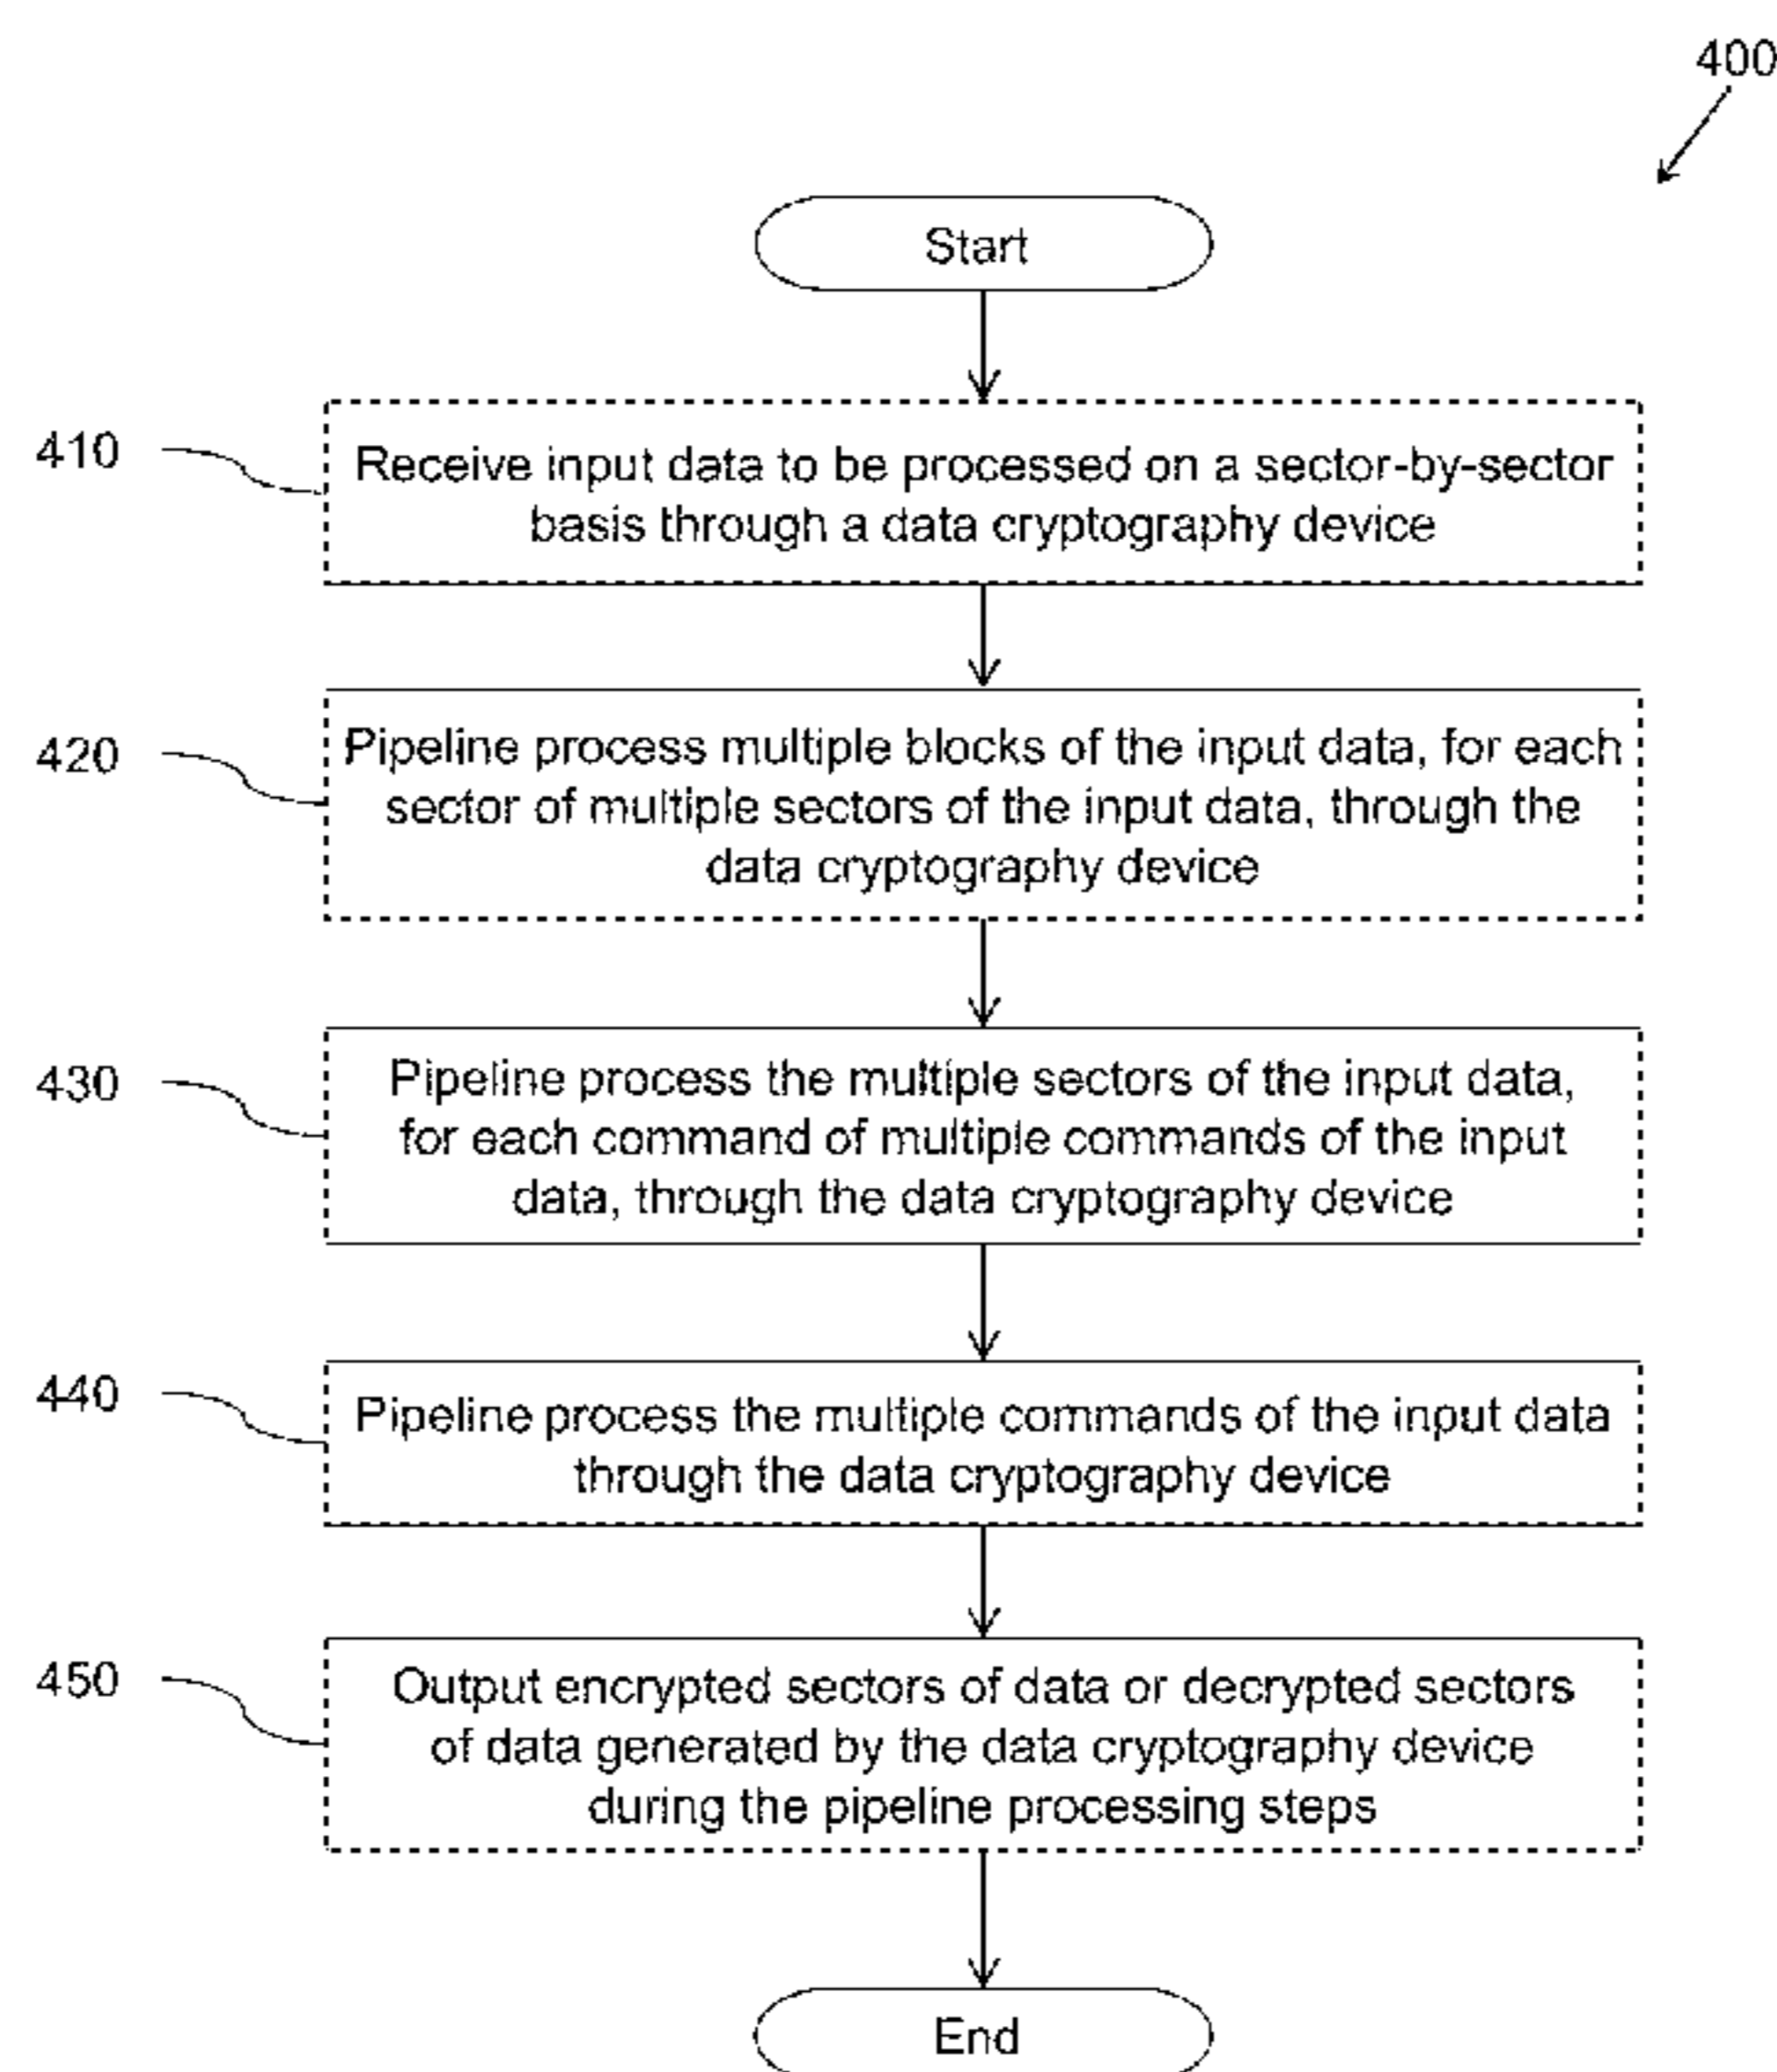 400
Start
410
Receive input data to be processed on a sector-by-sector
basis through a data cryptography device
420
Pipeline process multiple blocks of the input data, for each
sector of multiple sectors of the input data, through the
data cryptography device
430
Pipeline process the multiple sectors of the input data,
for each command of multiple commands of the input
data, through the data cryptography device
440
Pipeline process the multiple commands of the input data
through the data cryptography device
450
Output encrypted sectors of data or decrypted sectors
of data generated by the data cryptography device
during the pipeline processing steps
End